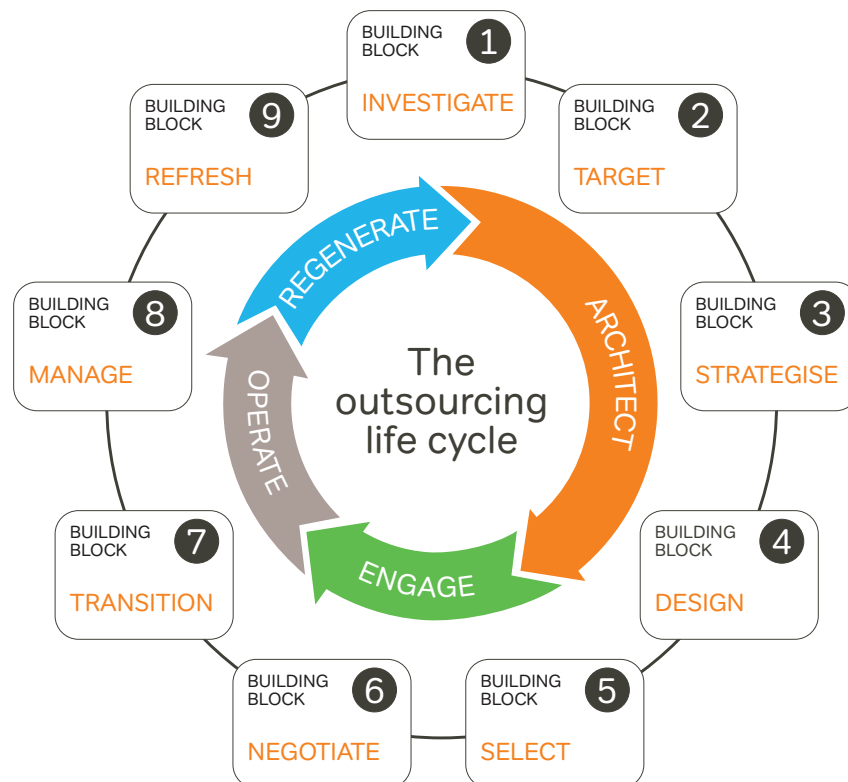 BUILDING
BLOCK
1
INVESTIGATE
BUILDING
BLOCK
2
TARGET
BUILDING
BLOCK
3
STRATEGISE
BUILDING
BLOCK
4
DESIGN
BUILDING
BLOCK
5
SELECT
BUILDING
BLOCK
6
NEGOTIATE
BUILDING
BLOCK
7
TRANSITION
BUILDING
BLOCK
8
MANAGE
BUILDING
BLOCK
9
REFRESH
ARCHITECT
ENGAGE
OPERATE
REGENERATE
The
outsourcing
life cycle